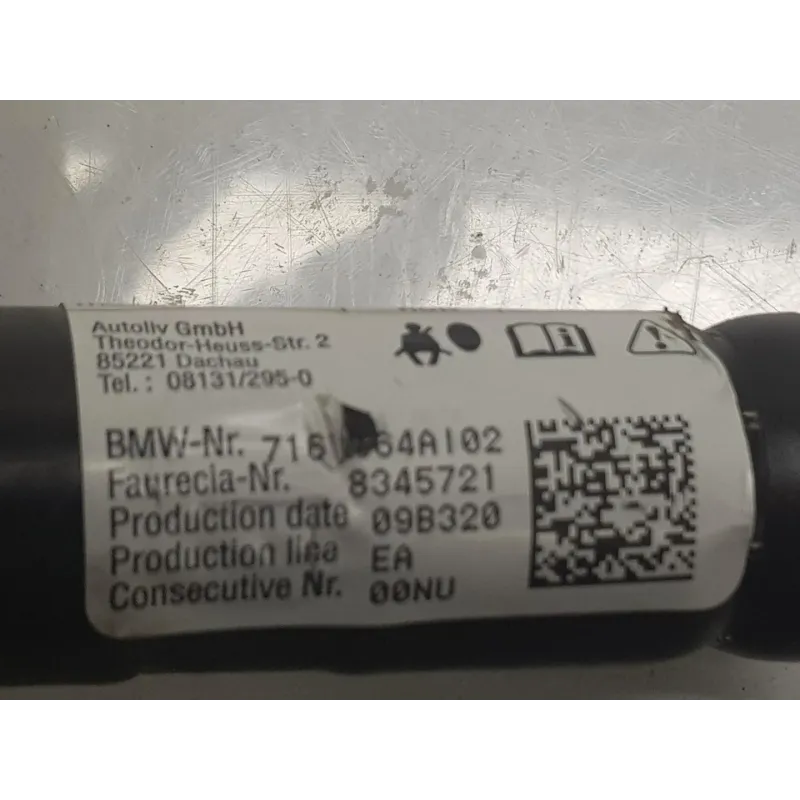 Autoliv GmbH
Theodor-Heuss-Str. 2
85221 Dachau
Tel.: 08131/295-0
BMW-Nr.
Faurecia-Nr. 8345721
Production date 09B320
Production line EA
Consecutive Nr. 00NU